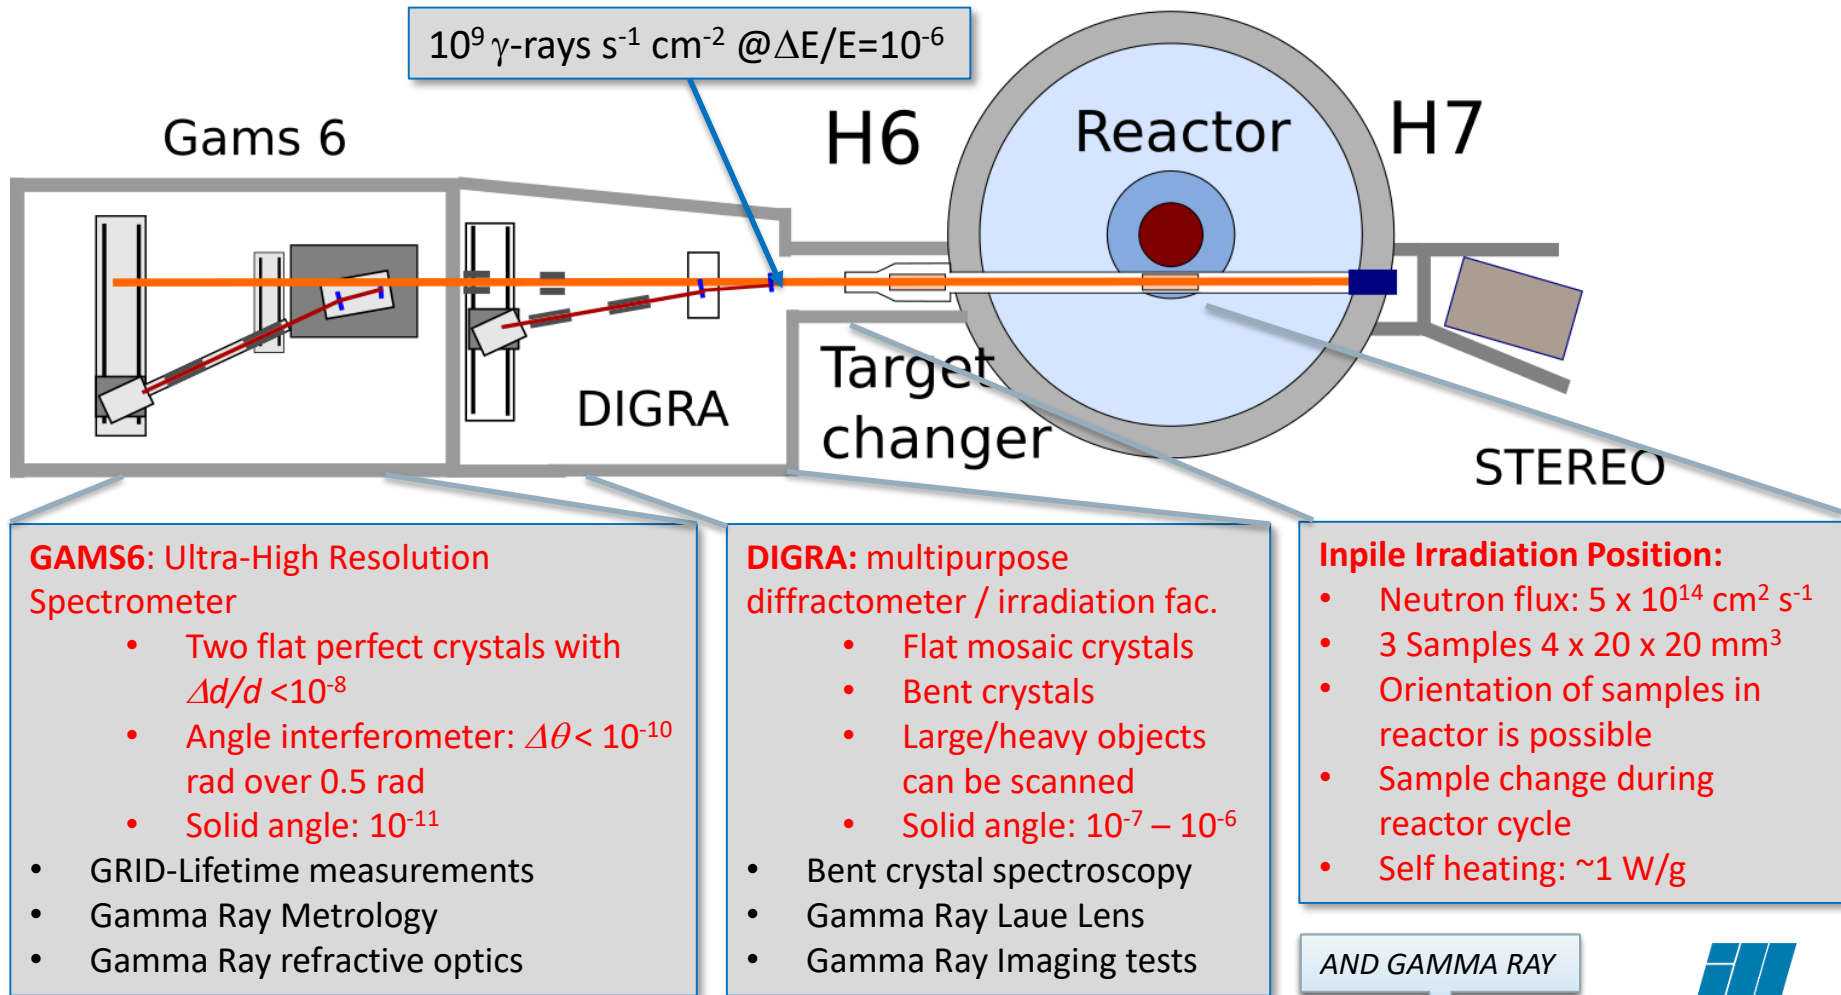 10⁹ γ-rays s⁻¹ cm⁻² @ΔE/E=10⁻⁶
Gams 6
H6
Reactor
H7
DIGRA
Target
changer
STEREO
GAMS6: Ultra-High Resolution
Spectrometer
• Two flat perfect crystals with
Δd/d <10⁻⁸
• Angle interferometer: Δθ < 10⁻¹⁰
rad over 0.5 rad
• Solid angle: 10⁻¹¹
• GRID-Lifetime measurements
• Gamma Ray Metrology
• Gamma Ray refractive optics
DIGRA: multipurpose
diffractometer / irradiation fac.
• Flat mosaic crystals
• Bent crystals
• Large/heavy objects
can be scanned
• Solid angle: 10⁻⁷ – 10⁻⁶
• Bent crystal spectroscopy
• Gamma Ray Laue Lens
• Gamma Ray Imaging tests
Inpile Irradiation Position:
• Neutron flux: 5 x 10¹⁴ cm² s⁻¹
• 3 Samples 4 x 20 x 20 mm³
• Orientation of samples in
reactor is possible
• Sample change during
reactor cycle
• Self heating: ~1 W/g
AND GAMMA RAY